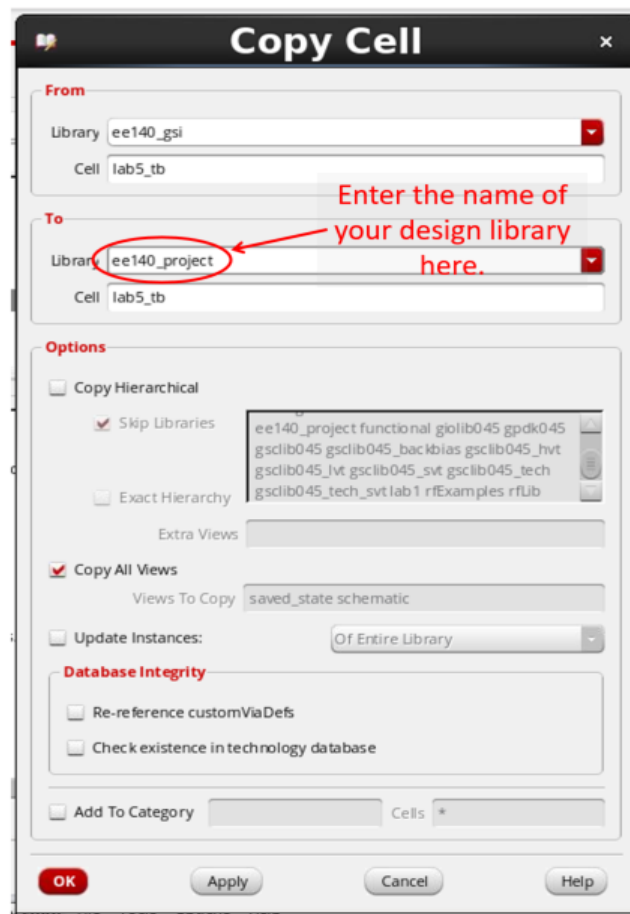 Copy Cell
From
Library ee140_gsi
Cell lab5_tb
Enter the name of
your design library
here.
To
Library ee140_project
Cell lab5_tb
Options
Copy Hierarchical
Skip Libraries
ee140_project functional giolib045 gpdk045
gsclib045 gsclib045_backbias gsclib045_hvt
gsclib045_lvt gsclib045_svt gsclib045_tech
gsclib045_tech_svt lab1 rfExamples rfLib
Exact Hierarchy
Extra Views
Copy All Views
Views To Copy saved_state schematic
Update Instances: Of Entire Library
Database Integrity
Re-reference customViaDefs
Check existence in technology database
Add To Category Cells *
OK Apply Cancel Help